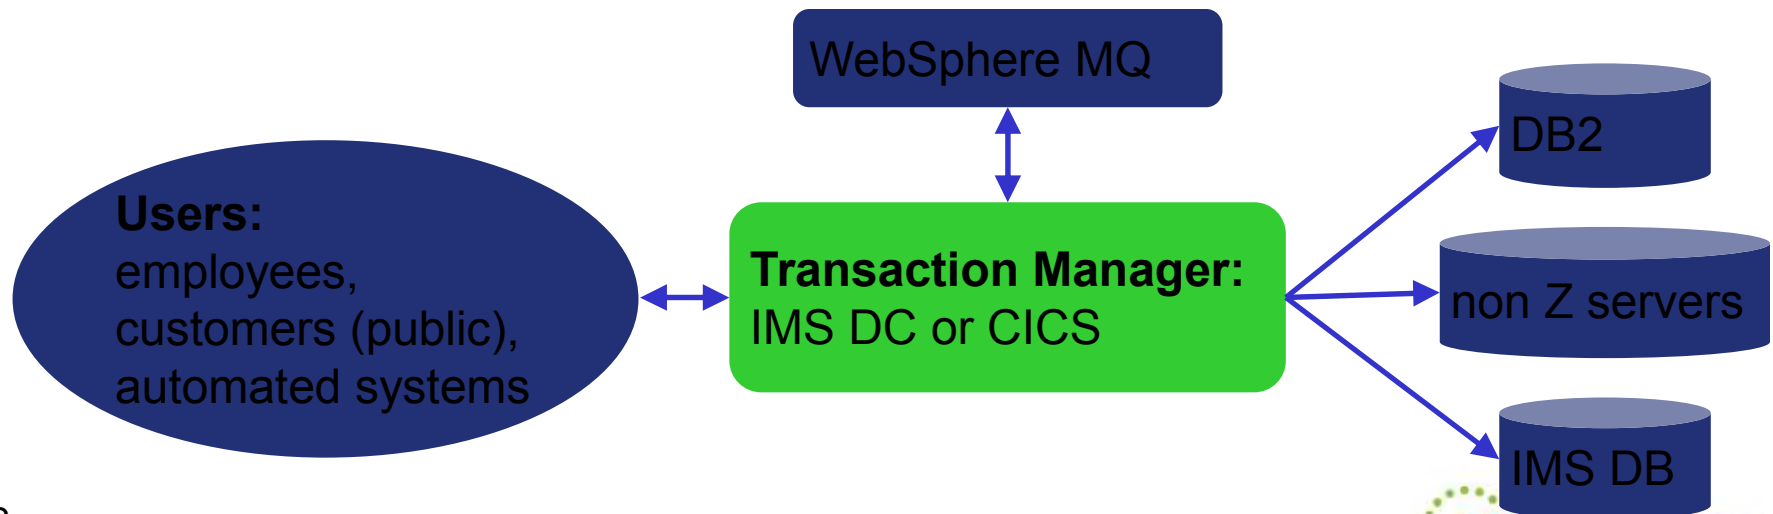 WebSphere MQ
DB2
Users:
employees,
customers (public),
automated systems
Transaction Manager:
IMS DC or CICS
non Z servers
IMS DB